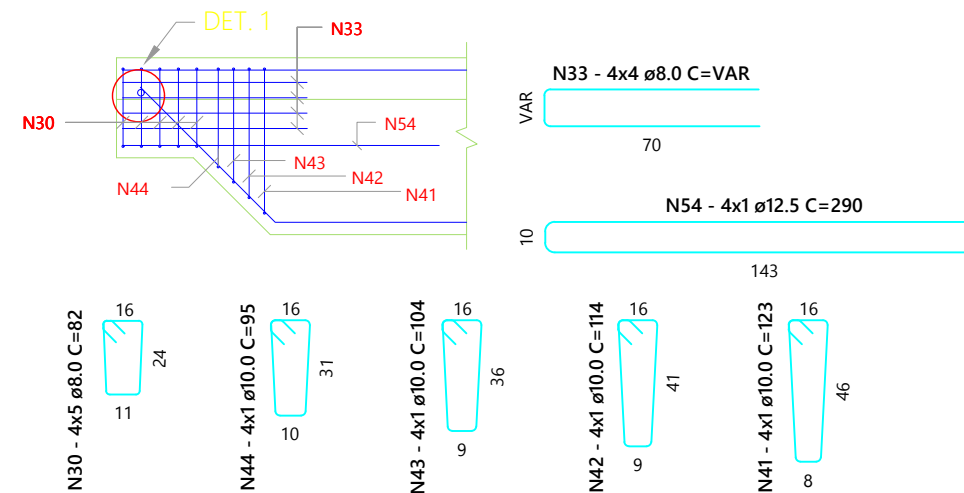 DET. 1
N33
N30
N54
N43
N44
N42
N41
N33 - 4x4 ø8.0 C=VAR
VAR
70
N54 - 4x1 ø12.5 C=290
10
143
N30 - 4x5 ø8.0 C=82
16
24
11
N44 - 4x1 ø10.0 C=95
16
31
10
N43 - 4x1 ø10.0 C=104
16
36
9
N42 - 4x1 ø10.0 C=114
16
41
9
N41 - 4x1 ø10.0 C=123
16
46
8